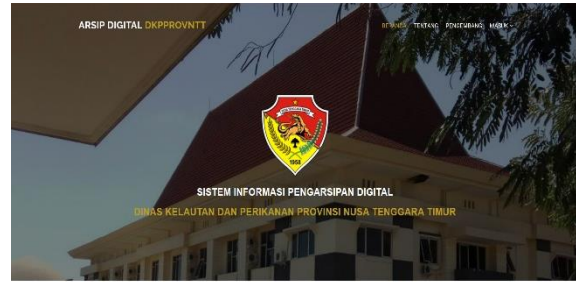 ARSIP DIGITAL DKPPROVNTT
BERANDA TENTANG PENGEMBANG MASUK
1958
SISTEM INFORMASI PENGARSIPAN DIGITAL
DINAS KELAUTAN DAN PERIKANAN PROVINSI NUSA TENGGARA TIMUR